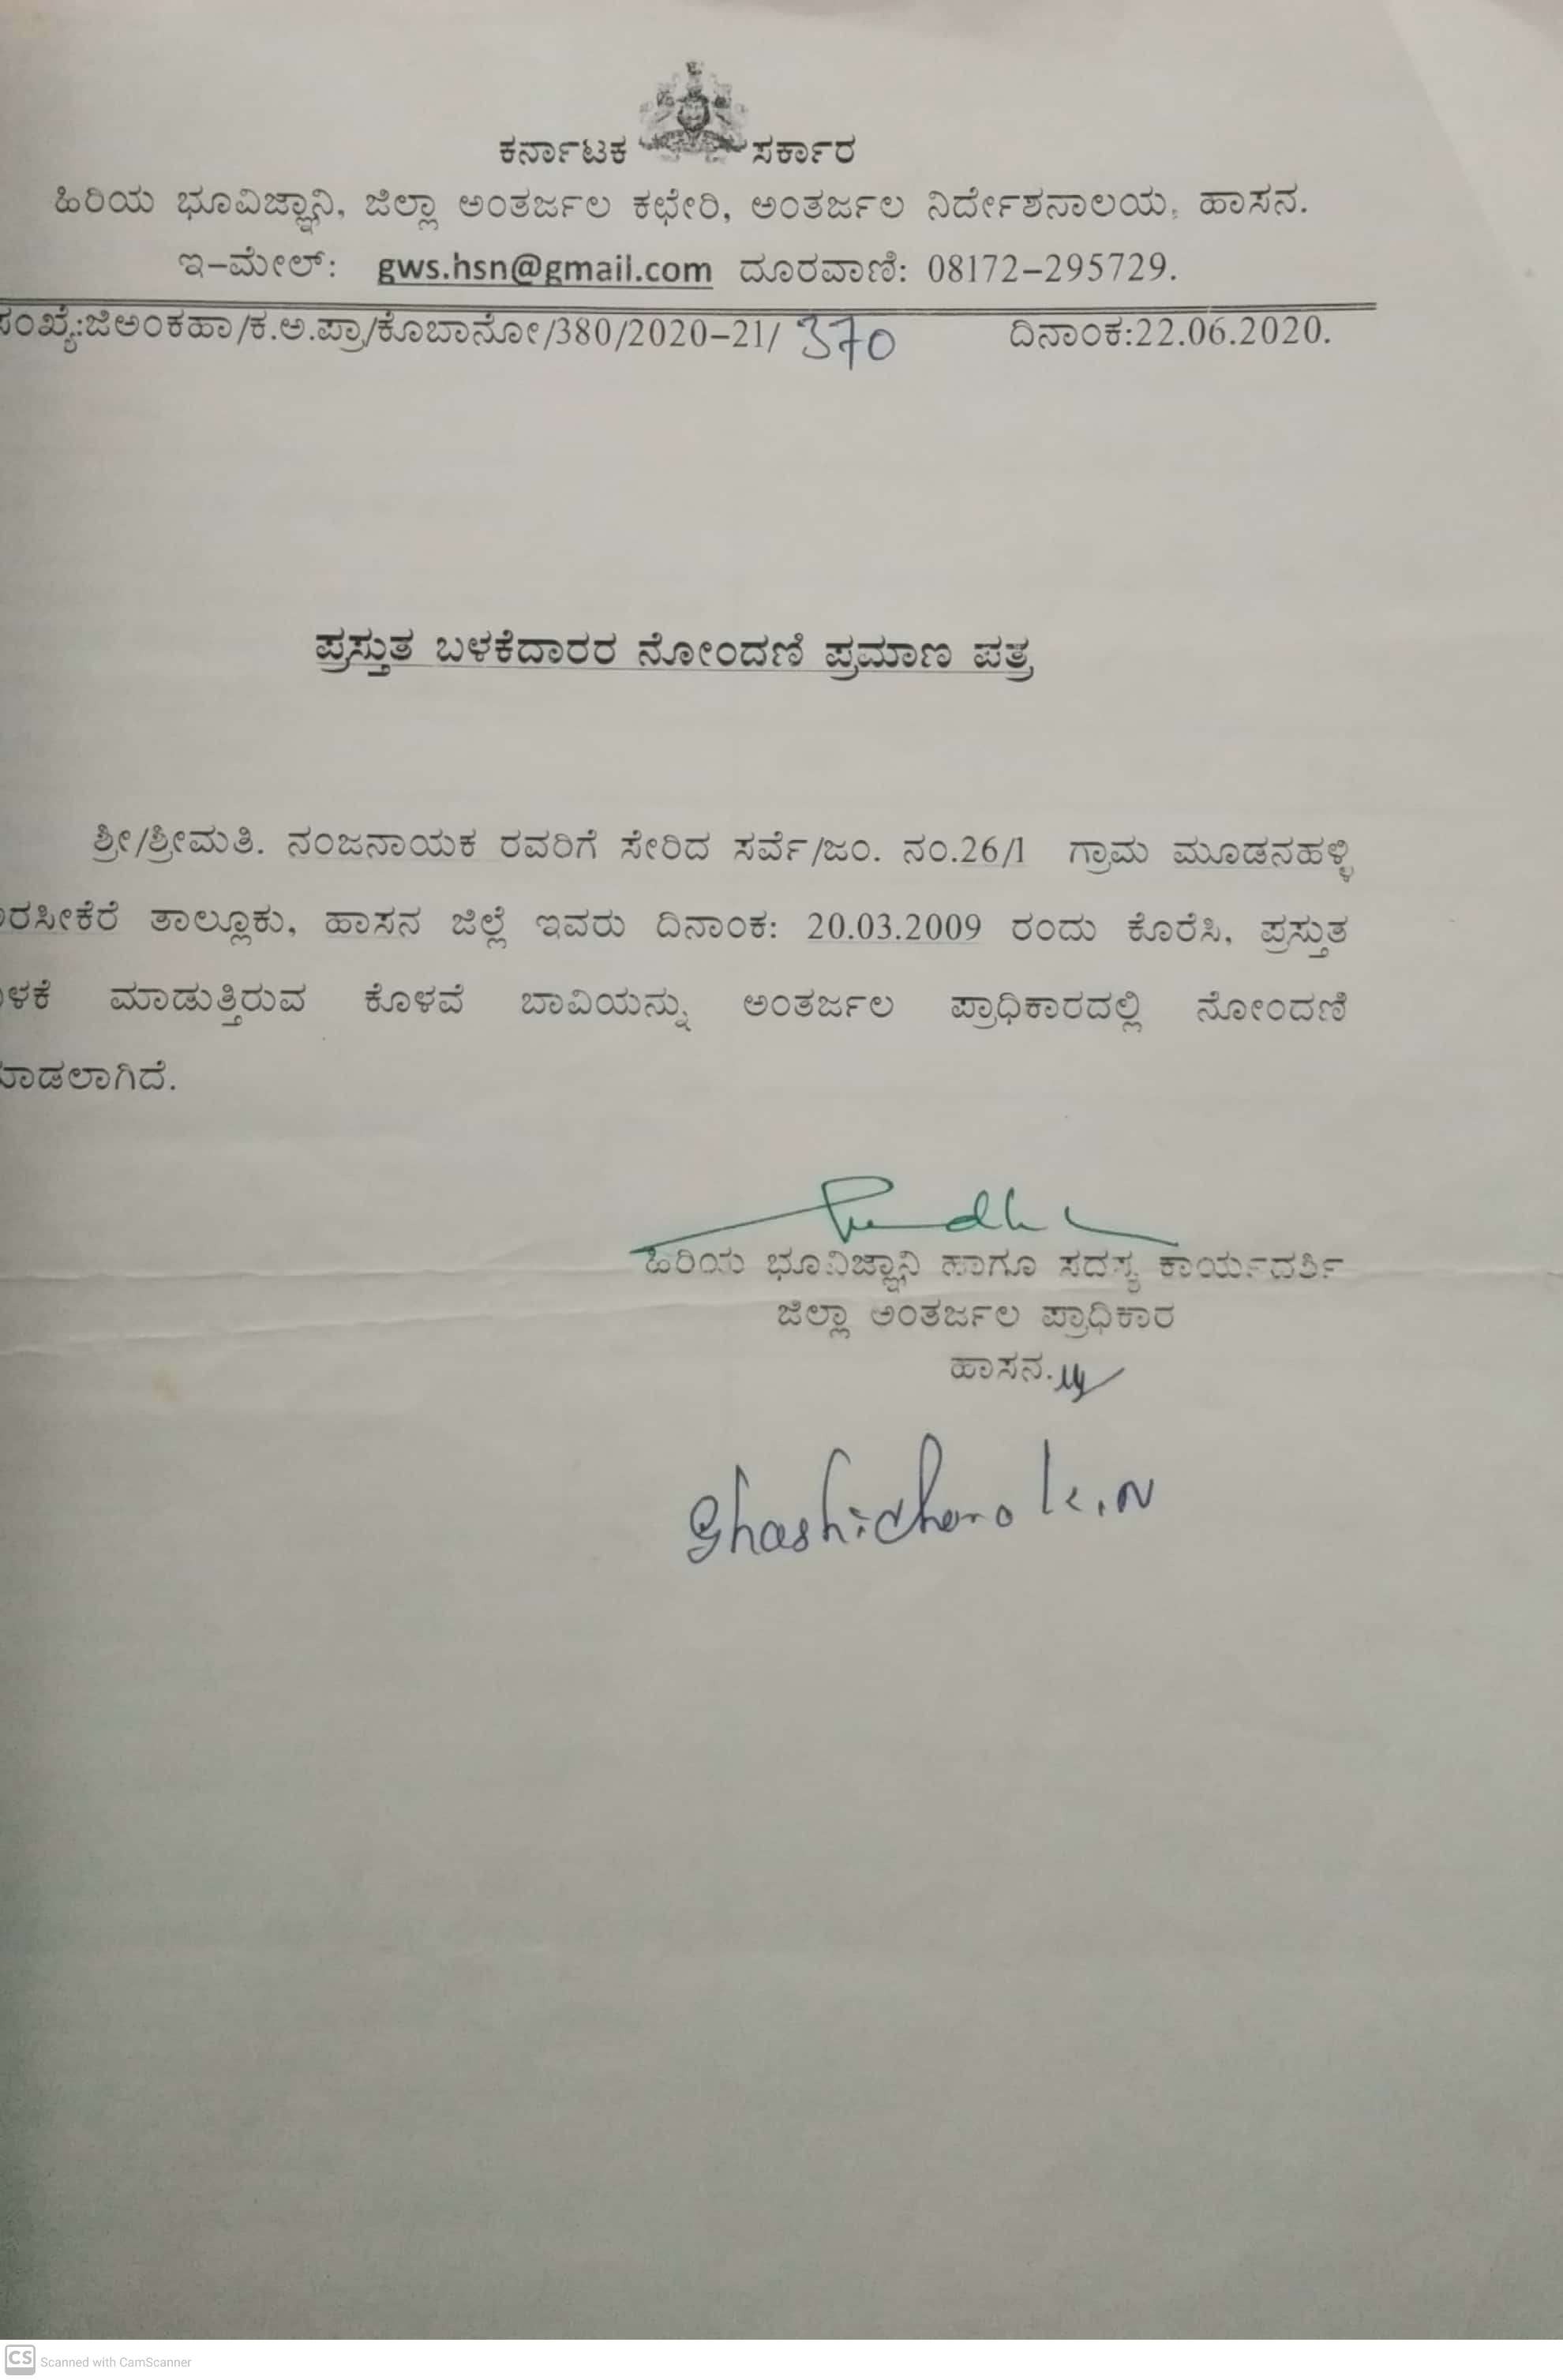 ಕರ್ನಾಟಕ ಸರ್ಕಾರ
ಹಿರಿಯ ಭೂವಿಜ್ಞಾನಿ, ಜಿಲ್ಲಾ ಅಂತರ್ಜಲ ಕಛೇರಿ, ಅಂತರ್ಜಲ ನಿರ್ದೇಶನಾಲಯ, ಹಾಸನ.
ಇ-ಮೇಲ್: gws.hsn@gmail.com ದೂರವಾಣಿ: 08172-295729.
ಸಂಖ್ಯೆ:ಜಿಅಂಕಹಾ/ಕ.ಅ.ಪ್ರಾ/ಕೊಬಾನೋ/380/2020-21/ 370 ದಿನಾಂಕ:22.06.2020.
ಪ್ರಸ್ತುತ ಬಳಕೆದಾರರ ನೋಂದಣಿ ಪ್ರಮಾಣ ಪತ್ರ
ಶ್ರೀ/ಶ್ರೀಮತಿ. ನಂಜನಾಯಕ ರವರಿಗೆ ಸೇರಿದ ಸರ್ವೆ/ಜಂ. ನಂ.26/1 ಗ್ರಾಮ ಮೂಡನಹಳ್ಳಿ
ರಸೀಕೆರೆ ತಾಲ್ಲೂಕು, ಹಾಸನ ಜಿಲ್ಲೆ ಇವರು ದಿನಾಂಕ: 20.03.2009 ರಂದು ಕೊರೆಸಿ, ಪ್ರಸ್ತುತ
ಳಕೆ ಮಾಡುತ್ತಿರುವ ಕೊಳವೆ ಬಾವಿಯನ್ನು ಅಂತರ್ಜಲ ಪ್ರಾಧಿಕಾರದಲ್ಲಿ ನೋಂದಣಿ
ಮಾಡಲಾಗಿದೆ.
ಹಿರಿಯ ಭೂವಿಜ್ಞಾನಿ ಹಾಗೂ ಸದಸ್ಯ ಕಾರ್ಯದರ್ಶಿ
ಜಿಲ್ಲಾ ಅಂತರ್ಜಲ ಪ್ರಾಧಿಕಾರ
ಹಾಸನ.
CS Scanned with CamScanner